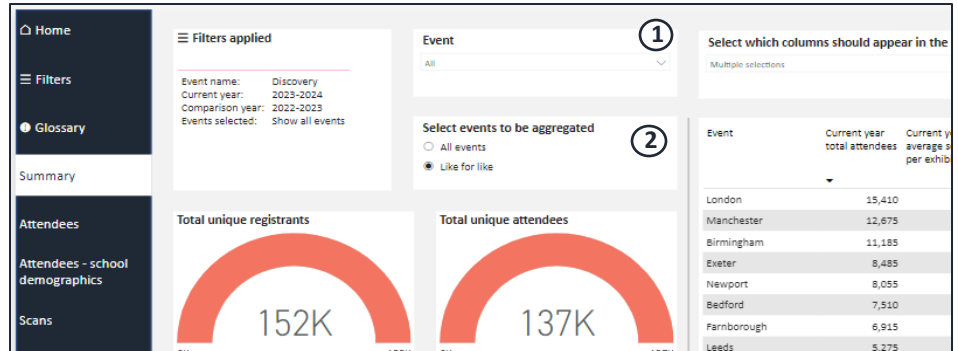 Home
Filters
Glossary
Summary
Attendees
Attendees - school
demographics
Scans
Filters applied
Event name: Discovery
Current year: 2023-2024
Comparison year: 2022-2023
Events selected: Show all events
Event
1
All
Select events to be aggregated
2
All events
Like for like
Total unique registrants
152K
Total unique attendees
137K
Select which columns should appear in the
Multiple selections
Event
Current year
total attendees
Current
average
per
London 15,410
Manchester 12,675
Birmingham 11,185
Exeter 8,485
Newport 8,055
Bedford 7,510
Farnborough 6,915
Leeds 5,275